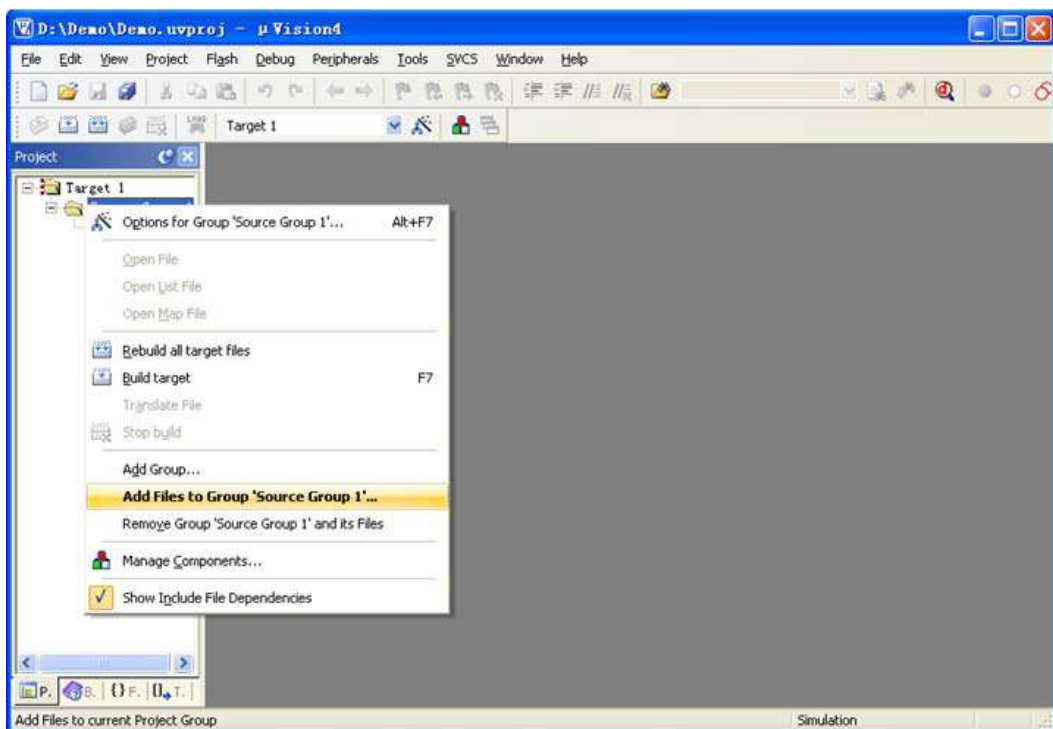 D:\Demo\Demo.uvproj - µVision4
File Edit View Project Flash Debug Peripherals Tools SVCS Window Help
Target 1
Project
Target 1
Options for Group 'Source Group 1'... Alt+F7
Open File
Open List File
Open Map File
Rebuild all target files
Build target F7
Translate File
Stop build
Add Group...
Add Files to Group 'Source Group 1'...
Remove Group 'Source Group 1' and its Files
Manage Components...
Show Include File Dependencies
P. B. {} F. T.
Add Files to current Project Group Simulation